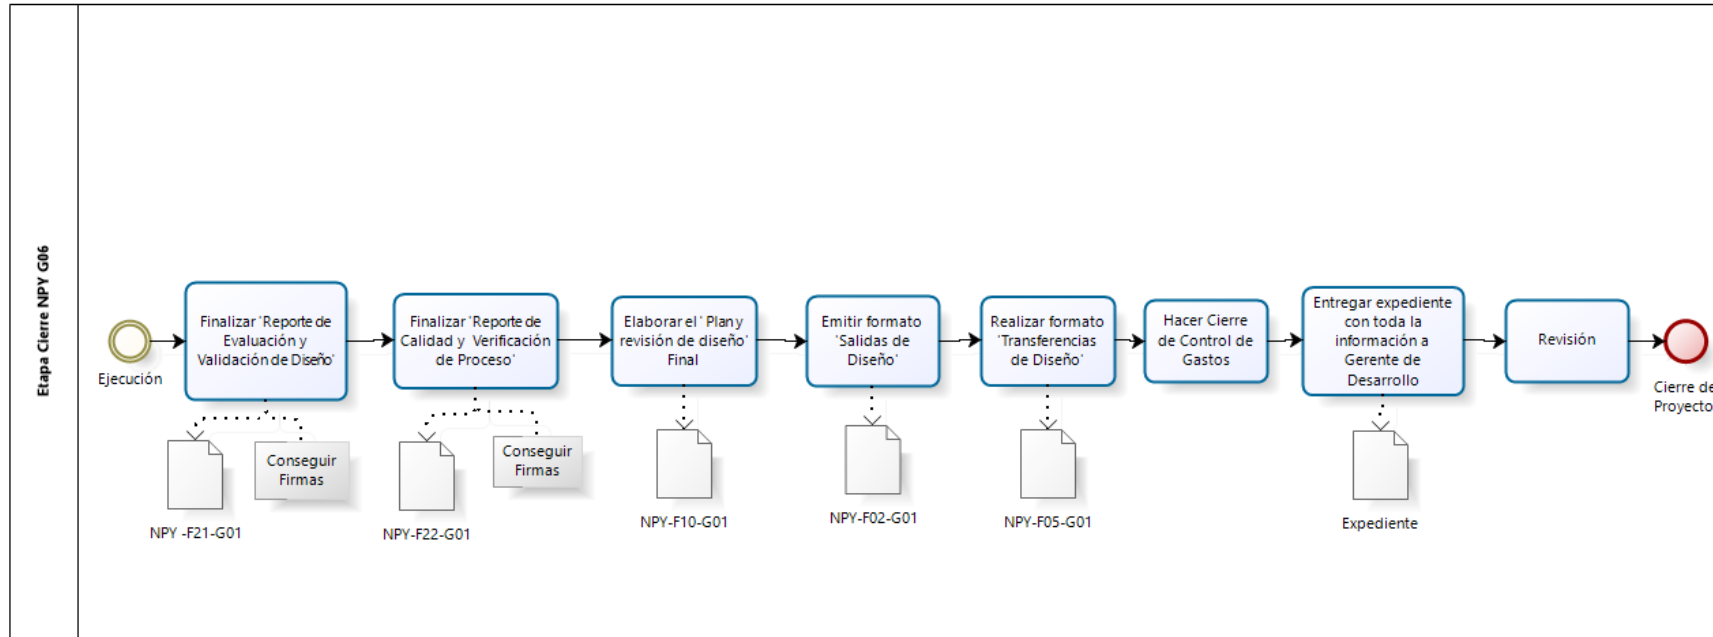 Etapa Cierre NPY G06
Ejecución
Finalizar 'Reporte de
Evaluación y
Validación de Diseño'
NPY -F21-G01
Conseguir
Firmas
Finalizar 'Reporte de
Calidad y Verificación
de Proceso'
NPY-F22-G01
Conseguir
Firmas
Elaborar el ' Plan y
revisión de diseño'
Final
NPY-F10-G01
Emitir formato
'Salidas de
Diseño'
NPY-F02-G01
Realizar formato
'Transferencias
de Diseño'
NPY-F05-G01
Hacer Cierre
de Control de
Gastos
Entregar expediente
con toda la
información a
Gerente de
Desarrollo
Expediente
Revisión
Cierre de
Proyecto